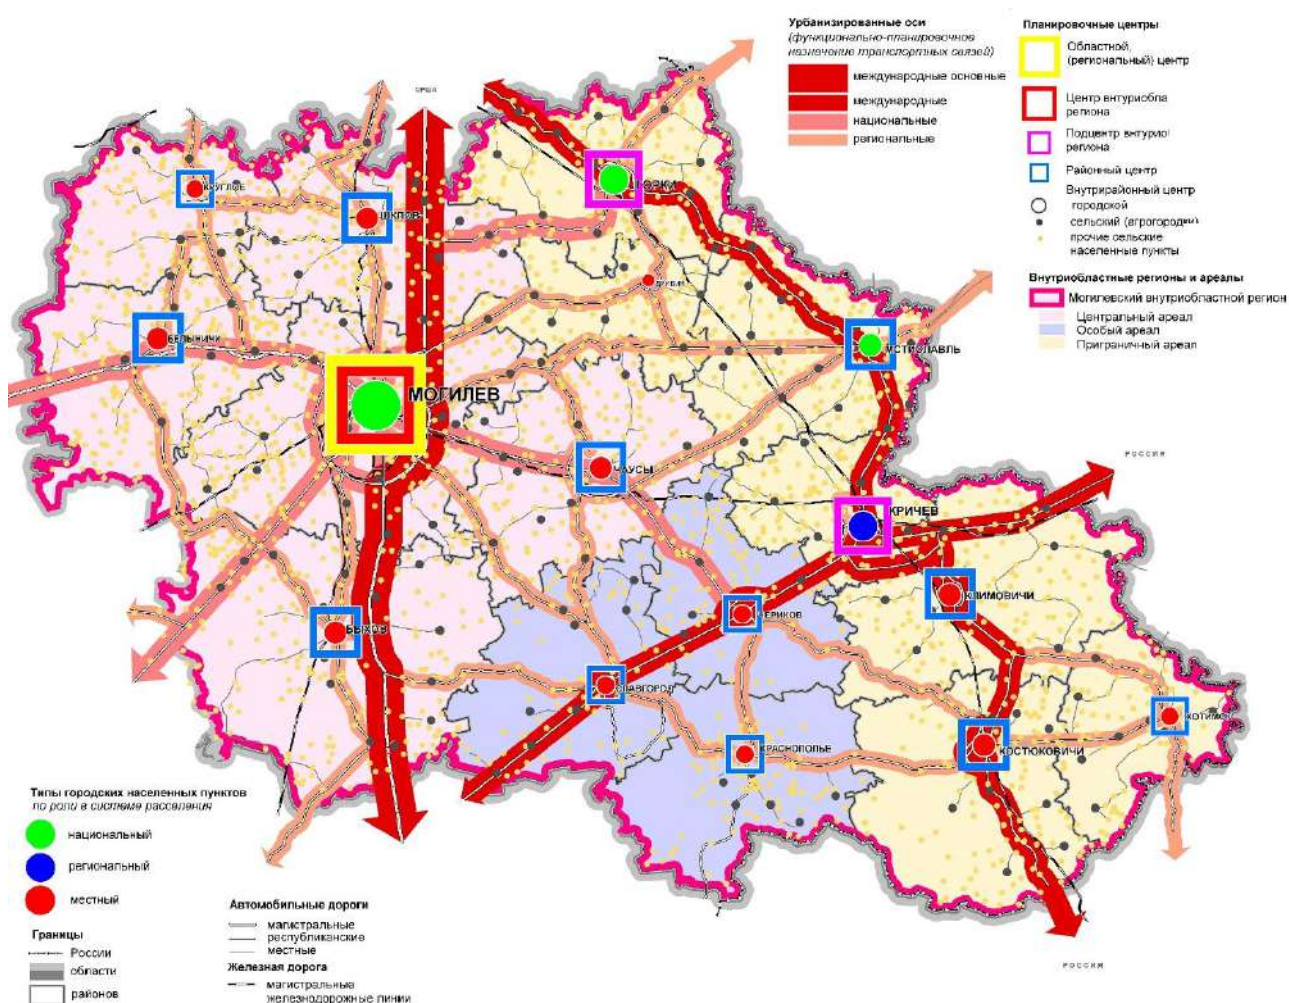 Урбанизированные оси
(функционально-планировочное
назначение транспортных связей)
международные основные
международные
национальные
региональные
Планировочные центры
Областной,
(региональный) центр
Центр внтуриобла
региона
Подцентр внтурио!
региона
Районный центр
Внутрирайонный центр
городской
сельский (агрогородки)
прочие сельские
населенные пункты
Внутриобластные регионы и ареалы
Могилевский внутриобластной регион
Центральный ареал
Особый ареал
Приграничный ареал
ОРША
КРУГЛОЕ
ШКЛОВ
ГОРКИ
ДРИБИН
БЕЛЫНИЧИ
МСТИСЛАВЛЬ
МОГИЛЕВ
ЧАУСЫ
РОССИЯ
КРИЧЕВ
КЛИМОВИЧИ
ЧЕРИКОВ
БЫХОВ
СЛАВГОРОД
ХОТИМСК
КРАСНОПОЛЬЕ
КОСТЮКОВИЧИ
РОССИЯ
Типы городских населенных пунктов
по роли в системе расселения
национальный
региональный
местный
Границы
России
области
районов
Автомобильные дороги
магистральные
республиканские
местные
Железная дорога
магистральные
железнодорожные линии